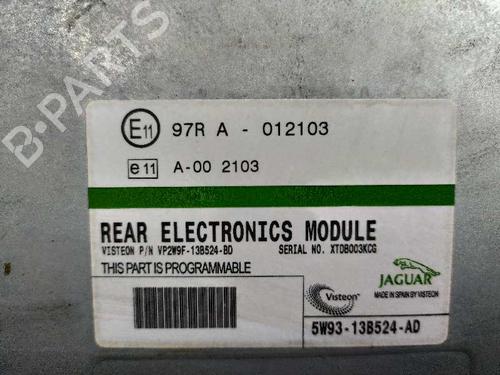 B-PARTS
E11 97R A - 012103
e11 A-00 2103
REAR ELECTRONICS MODULE
VISTEON P/N VP2W9F-13B524-BD SERIAL NO. XTDB003KCG
THIS PART IS PROGRAMMABLE
Visteon
JAGUAR
MADE IN SPAIN BY VISTEON
5W93-13B524-AD